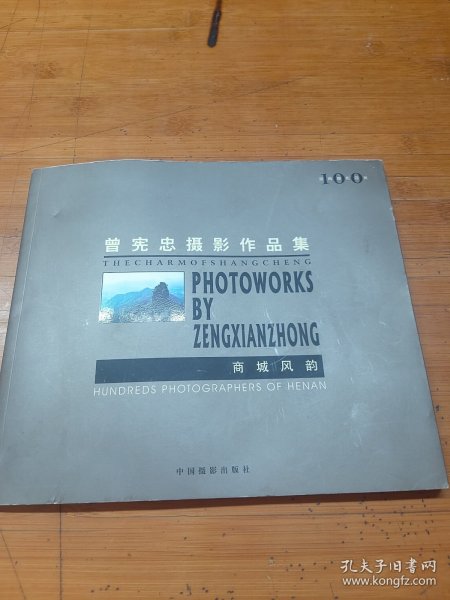 100
曾宪忠摄影作品集
THECHARMOFSHANGCHENG
PHOTOWORKS
BY
ZENGXIANZHONG
商城风韵
HUNDREDS PHOTOGRAPHERS OF HENAN
中国摄影出版社
孔夫子旧书网
www.kongfz.com